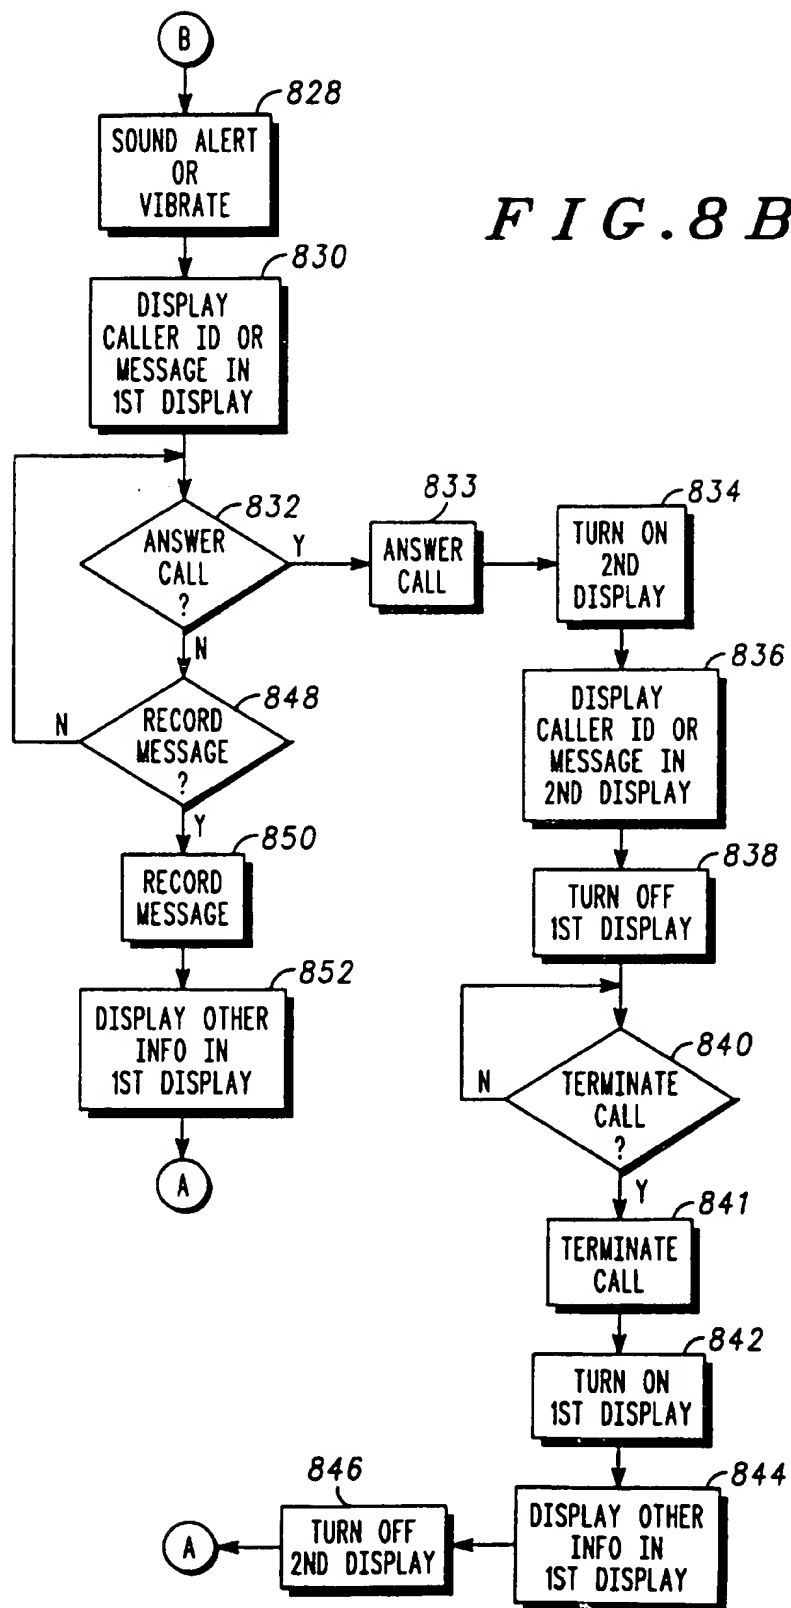 B
828
SOUND ALERT
OR
VIBRATE
FIG.8B
830
DISPLAY
CALLER ID OR
MESSAGE IN
1ST DISPLAY
832
ANSWER
CALL
?
Y
N
833
ANSWER
CALL
834
TURN ON
2ND
DISPLAY
836
DISPLAY
CALLER ID OR
MESSAGE IN
2ND DISPLAY
848
RECORD
MESSAGE
?
N
Y
850
RECORD
MESSAGE
838
TURN OFF
1ST DISPLAY
852
DISPLAY OTHER
INFO IN
1ST DISPLAY
A
840
TERMINATE
CALL
?
N
Y
841
TERMINATE
CALL
842
TURN ON
1ST DISPLAY
844
DISPLAY OTHER
INFO IN
1ST DISPLAY
846
TURN OFF
2ND DISPLAY
A